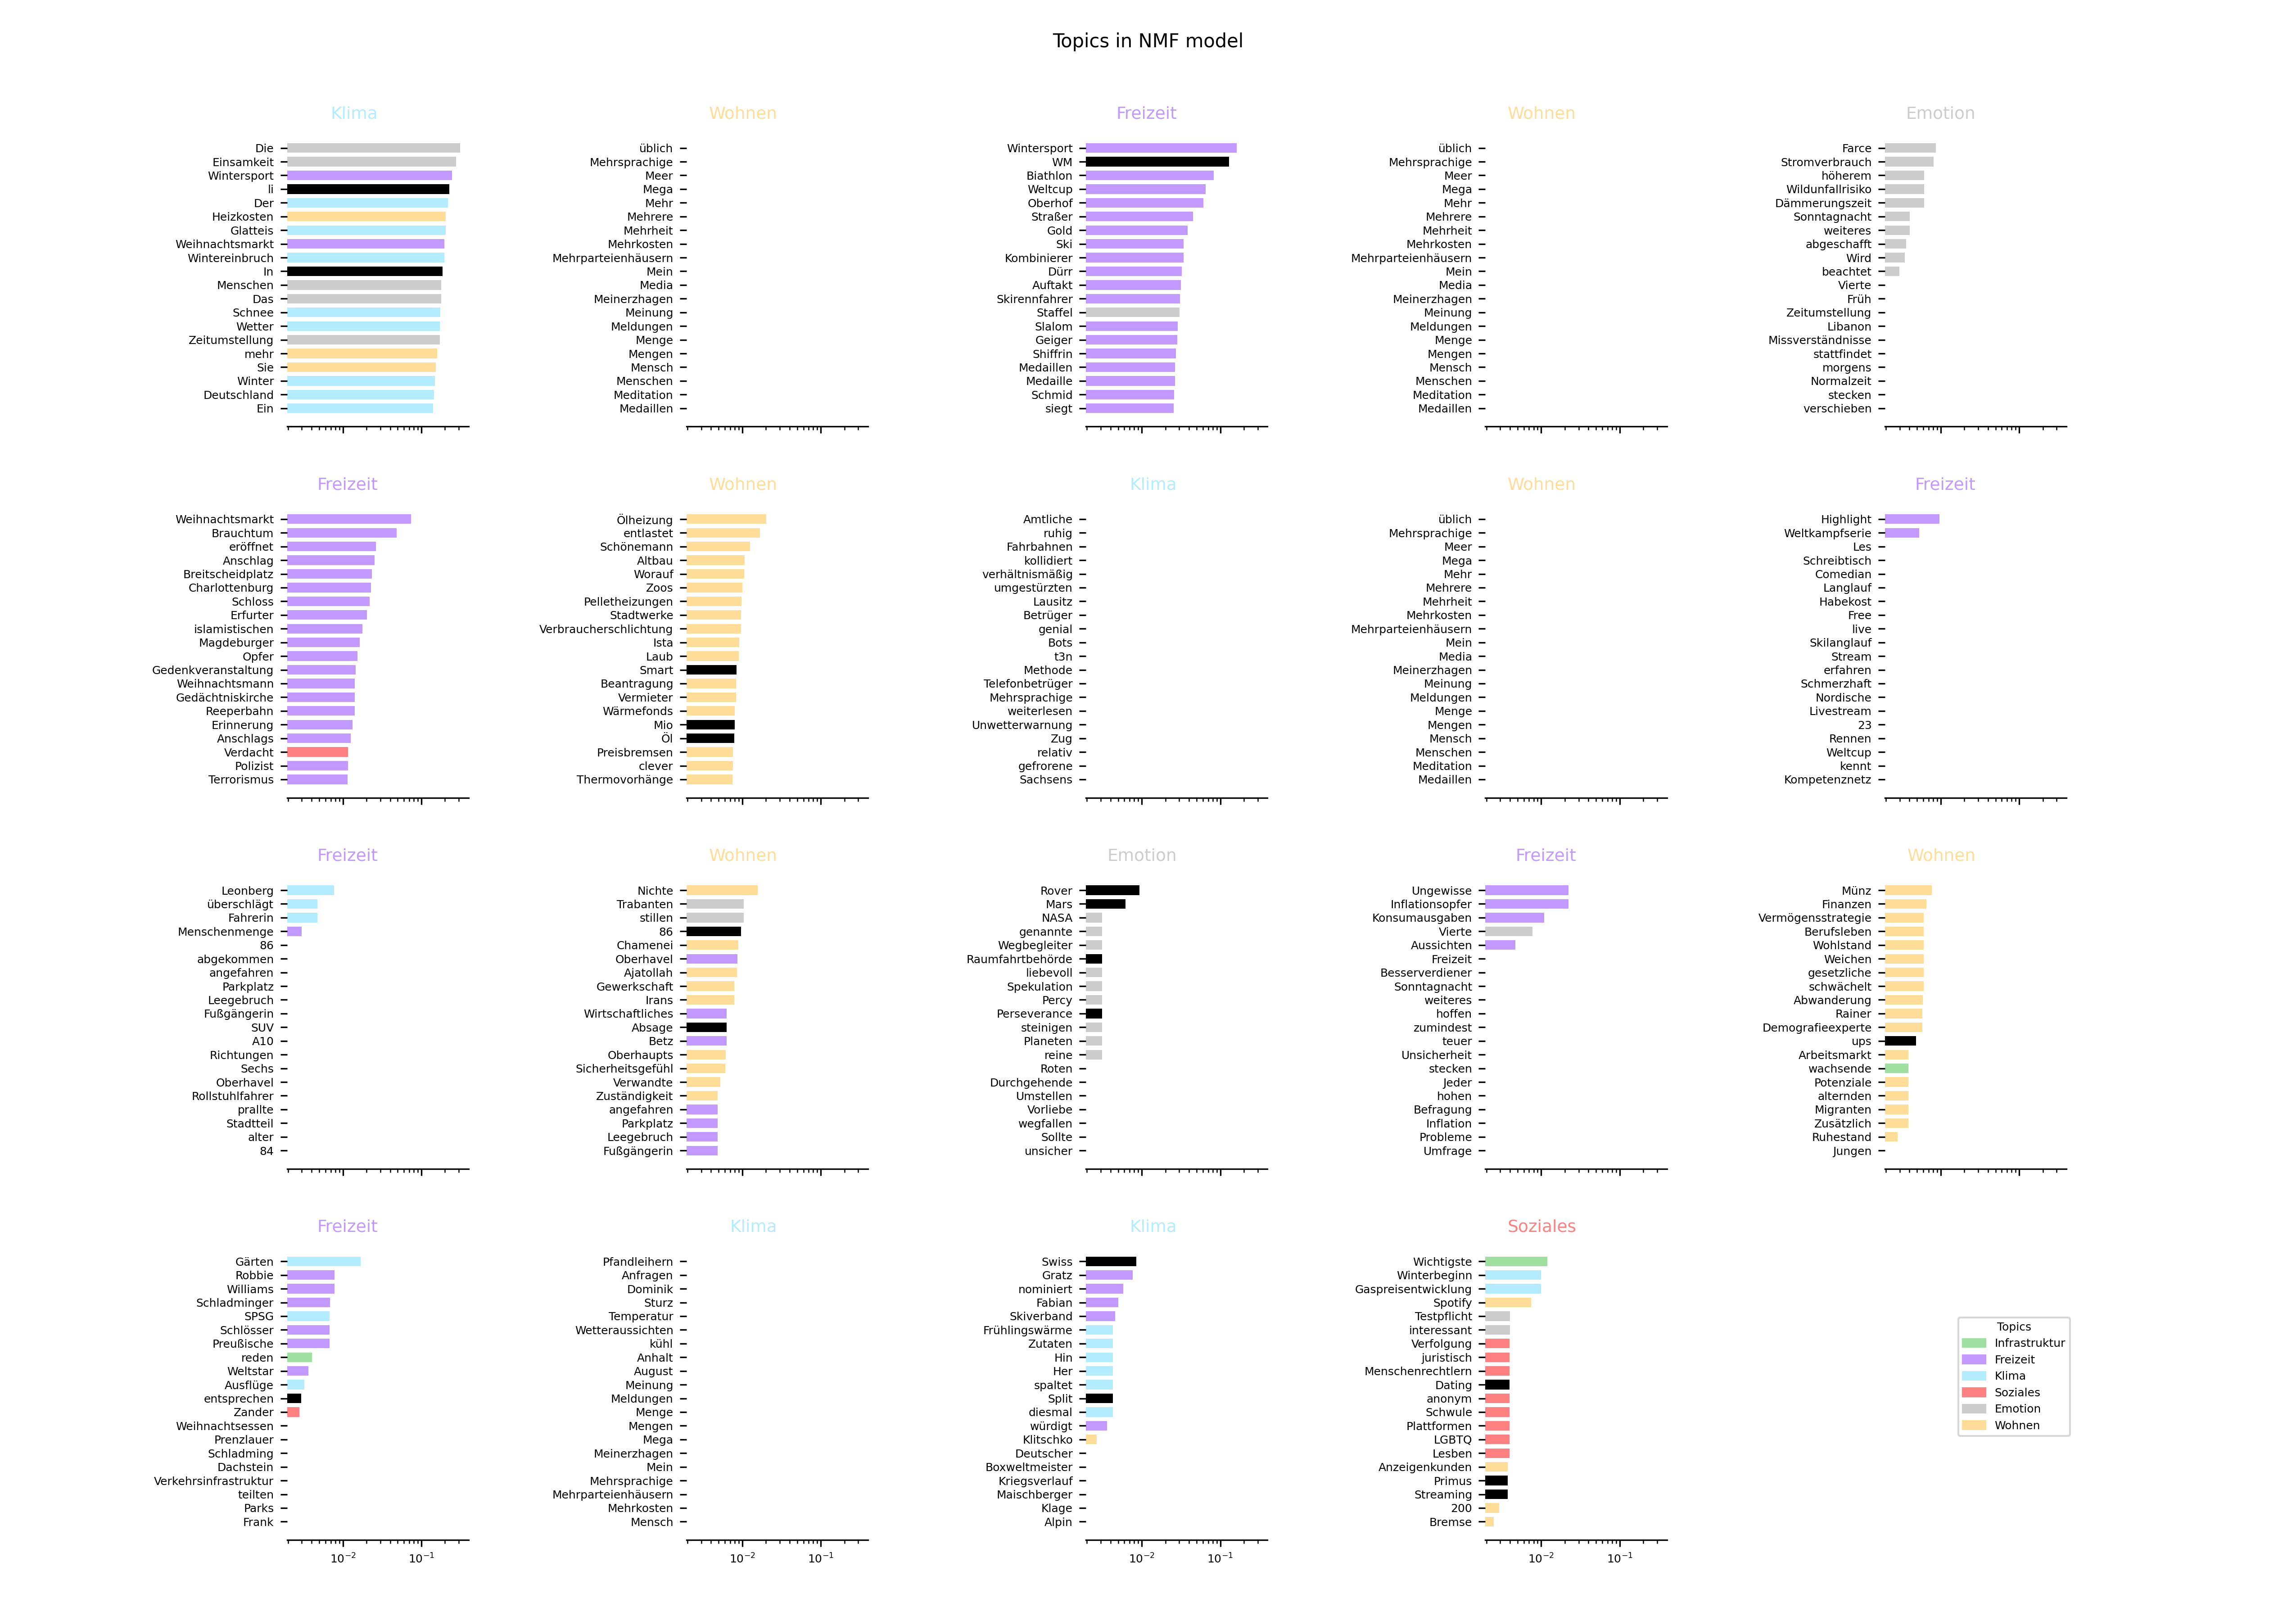 Topics in NMF model
Klima
Die
Einsamkeit
Wintersport
li
Der
Heizkosten
Glatteis
Weihnachtsmarkt
Wintereinbruch
In
Menschen
Das
Schnee
Wetter
Zeitumstellung
mehr
Sie
Winter
Deutschland
Ein
Wohnen
üblich
Mehrsprachige
Meer
Mega
Mehr
Mehrere
Mehrheit
Mehrkosten
Mehrparteienhäusern
Mein
Media
Meinerzhagen
Meinung
Meldungen
Menge
Mengen
Mensch
Menschen
Meditation
Medaillen
Freizeit
Wintersport
WM
Biathlon
Weltcup
Oberhof
Straßer
Gold
Ski
Kombinierer
Dürr
Auftakt
Skirennfahrer
Staffel
Slalom
Geiger
Shiffrin
Medaillen
Medaille
Schmid
siegt
Wohnen
üblich
Mehrsprachige
Meer
Mega
Mehr
Mehrere
Mehrheit
Mehrkosten
Mehrparteienhäusern
Mein
Media
Meinerzhagen
Meinung
Meldungen
Menge
Mengen
Mensch
Menschen
Meditation
Medaillen
Emotion
Farce
Stromverbrauch
höherem
Wildunfallrisiko
Dämmerungszeit
Sonntagnacht
weiteres
abgeschafft
Wird
beachtet
Vierte
Früh
Zeitumstellung
Libanon
Missverständnisse
stattfindet
morgens
Normalzeit
stecken
verschieben
Freizeit
Weihnachtsmarkt
Brauchtum
eröffnet
Anschlag
Breitscheidplatz
Charlottenburg
Schloss
Erfurter
islamistischen
Magdeburger
Opfer
Gedenkveranstaltung
Weihnachtsmann
Gedächtniskirche
Reeperbahn
Erinnerung
Anschlags
Verdacht
Polizist
Terrorismus
Wohnen
Ölheizung
entlastet
Schönemann
Altbau
Worauf
Zoos
Pelletheizungen
Stadtwerke
Verbraucherschlichtung
Ista
Laub
Smart
Beantragung
Vermieter
Wärmefonds
Mio
Öl
Preisbremsen
clever
Thermovorhänge
Klima
Amtliche
ruhig
Fahrbahnen
kollidiert
verhältnismäßig
umgestürzten
Lausitz
Betrüger
genial
Bots
t3n
Methode
Telefonbetrüger
Mehrsprachige
weiterlesen
Unwetterwarnung
Zug
relativ
gefrorene
Sachsens
Wohnen
üblich
Mehrsprachige
Meer
Mega
Mehr
Mehrere
Mehrheit
Mehrkosten
Mehrparteienhäusern
Mein
Media
Meinerzhagen
Meinung
Meldungen
Menge
Mengen
Mensch
Menschen
Meditation
Medaillen
Freizeit
Highlight
Weltkampfserie
Les
Schreibtisch
Comedian
Langlauf
Habekost
Free
live
Skilanglauf
Stream
erfahren
Schmerzhaft
Nordische
Livestream
23
Rennen
Weltcup
kennt
Kompetenznetz
Freizeit
Leonberg
überschlägt
Fahrerin
Menschenmenge
86
abgekommen
angefahren
Parkplatz
Leegebruch
Fußgängerin
SUV
A10
Richtungen
Sechs
Oberhavel
Rollstuhlfahrer
prallte
Stadtteil
alter
84
Wohnen
Nichte
Trabanten
stillen
86
Chamenei
Oberhavel
Ajatollah
Gewerkschaft
Irans
Wirtschaftliches
Absage
Betz
Oberhaupts
Sicherheitsgefühl
Verwandte
Zuständigkeit
angefahren
Parkplatz
Leegebruch
Fußgängerin
Emotion
Rover
Mars
NASA
genannte
Wegbegleiter
Raumfahrtbehörde
liebevoll
Spekulation
Percy
Perseverance
steinigen
Planeten
reine
Roten
Durchgehende
Umstellen
Vorliebe
wegfallen
Sollte
unsicher
Freizeit
Ungewisse
Inflationsopfer
Konsumausgaben
Vierte
Aussichten
Freizeit
Besserverdiener
Sonntagnacht
weiteres
hoffen
zumindest
teuer
Unsicherheit
stecken
Jeder
hohen
Befragung
Inflation
Probleme
Umfrage
Wohnen
Münz
Finanzen
Vermögensstrategie
Berufsleben
Wohlstand
Weichen
gesetzliche
schwächelt
Abwanderung
Rainer
Demografieexperte
ups
Arbeitsmarkt
wachsende
Potenziale
alternden
Migranten
Zusätzlich
Ruhestand
Jungen
Freizeit
Gärten
Robbie
Williams
Schladminger
SPSG
Schlösser
Preußische
reden
Weltstar
Ausflüge
entsprechen
Zander
Weihnachtsessen
Prenzlauer
Schladming
Dachstein
Verkehrsinfrastruktur
teilten
Parks
Frank
10⁻² 10⁻¹
Klima
Pfandleihern
Anfragen
Dominik
Sturz
Temperatur
Wetteraussichten
kühl
Anhalt
August
Meinung
Meldungen
Menge
Mengen
Mega
Meinerzhagen
Mein
Mehrsprachige
Mehrparteienhäusern
Mehrkosten
Mensch
10⁻² 10⁻¹
Klima
Swiss
Gratz
nominiert
Fabian
Skiverband
Frühlingswärme
Zutaten
Hin
Her
spaltet
Split
diesmal
würdigt
Klitschko
Deutscher
Boxweltmeister
Kriegsverlauf
Maischberger
Klage
Alpin
10⁻² 10⁻¹
Soziales
Wichtigste
Winterbeginn
Gaspreisentwicklung
Spotify
Testpflicht
interessant
Verfolgung
juristisch
Menschenrechtlern
Dating
anonym
Schwule
Plattformen
LGBTQ
Lesben
Anzeigenkunden
Primus
Streaming
200
Bremse
10⁻² 10⁻¹
Topics
Infrastruktur
Freizeit
Klima
Soziales
Emotion
Wohnen